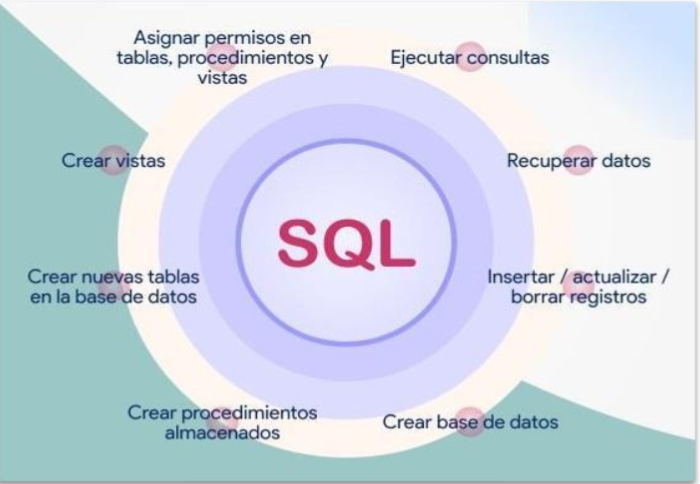 Asignar permisos en
tablas, procedimientos y
vistas
Ejecutar consultas
Crear vistas
Recuperar datos
SQL
Crear nuevas tablas
en la base de datos
Insertar / actualizar /
borrar registros
Crear procedimientos
almacenados
Crear base de datos